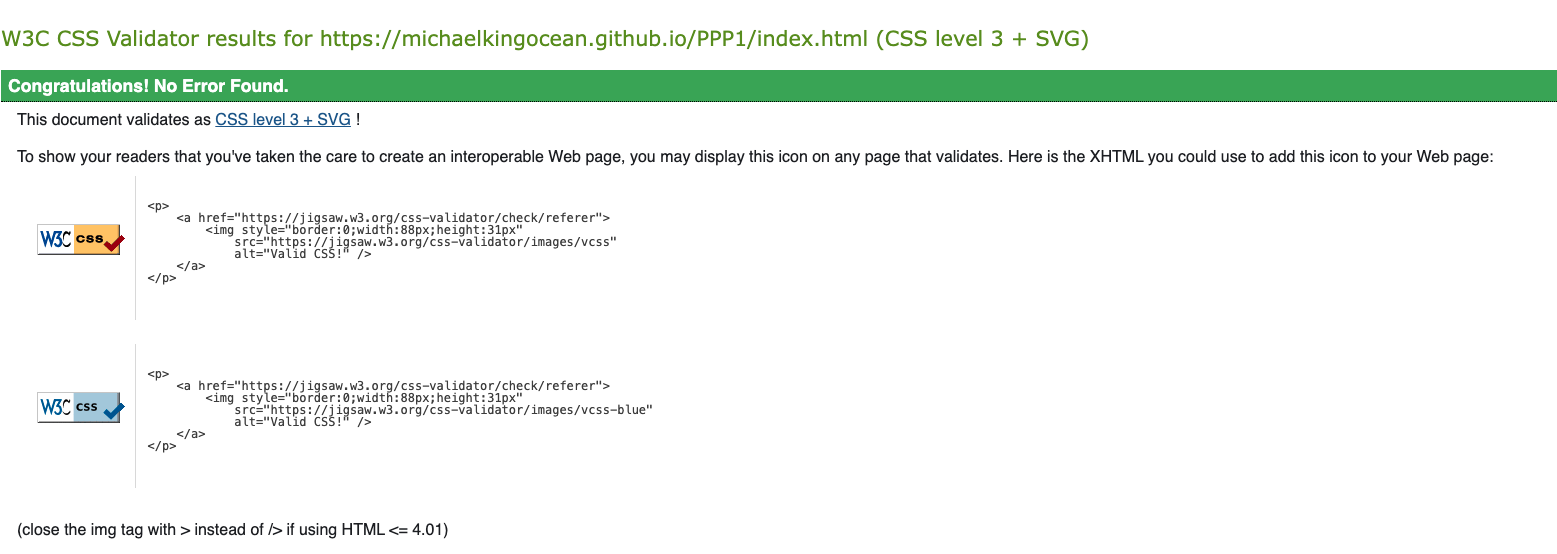 W3C CSS Validator results for https://michaelkingocean.github.io/PPP1/index.html (CSS level 3 + SVG)
Congratulations! No Error Found.
This document validates as CSS level 3 + SVG !
To show your readers that you've taken the care to create an interoperable Web page, you may display this icon on any page that validates. Here is the XHTML you could use to add this icon to your Web page:
W3C css
<p>
    <a href="https://jigsaw.w3.org/css-validator/check/referer">
        <img style="border:0;width:88px;height:31px"
            src="https://jigsaw.w3.org/css-validator/images/vcss"
            alt="Valid CSS!" />
    </a>
</p>
W3C css
<p>
    <a href="https://jigsaw.w3.org/css-validator/check/referer">
        <img style="border:0;width:88px;height:31px"
            src="https://jigsaw.w3.org/css-validator/images/vcss-blue"
            alt="Valid CSS!" />
    </a>
</p>
(close the img tag with > instead of /> if using HTML <= 4.01)